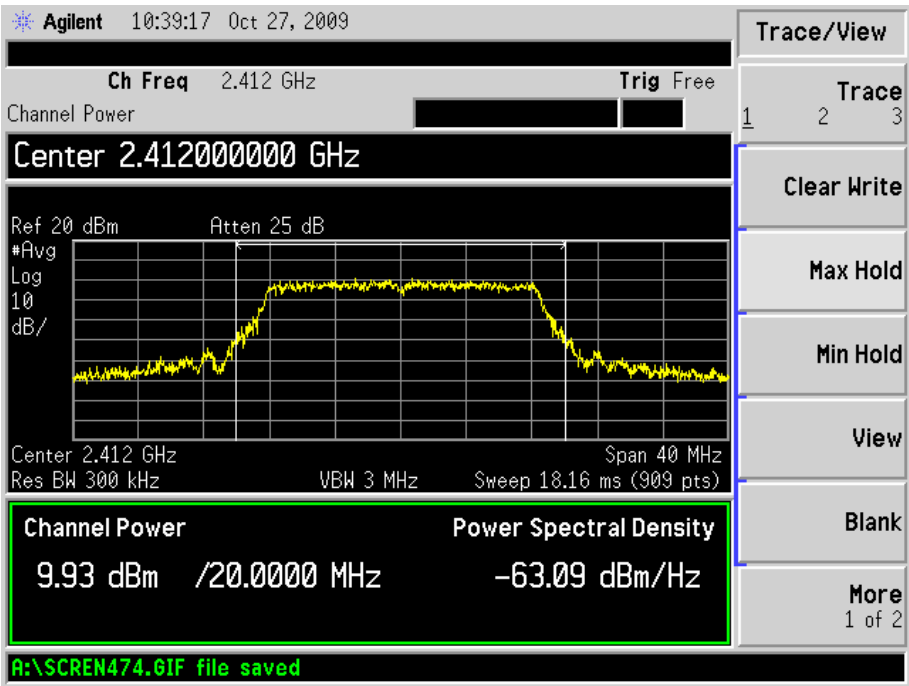 Agilent 10:39:17 Oct 27, 2009
Trace/View
Ch Freq 2.412 GHz Trig Free
Channel Power
Center 2.412000000 GHz
Ref 20 dBm Atten 25 dB
#Avg
Log
10
dB/
Center 2.412 GHz Span 40 MHz
Res BW 300 kHz VBW 3 MHz Sweep 18.16 ms (909 pts)
Channel Power Power Spectral Density
9.93 dBm /20.0000 MHz -63.09 dBm/Hz
A:\SCREN474.GIF file saved
Trace
1 2 3
Clear Write
Max Hold
Min Hold
View
Blank
More
1 of 2